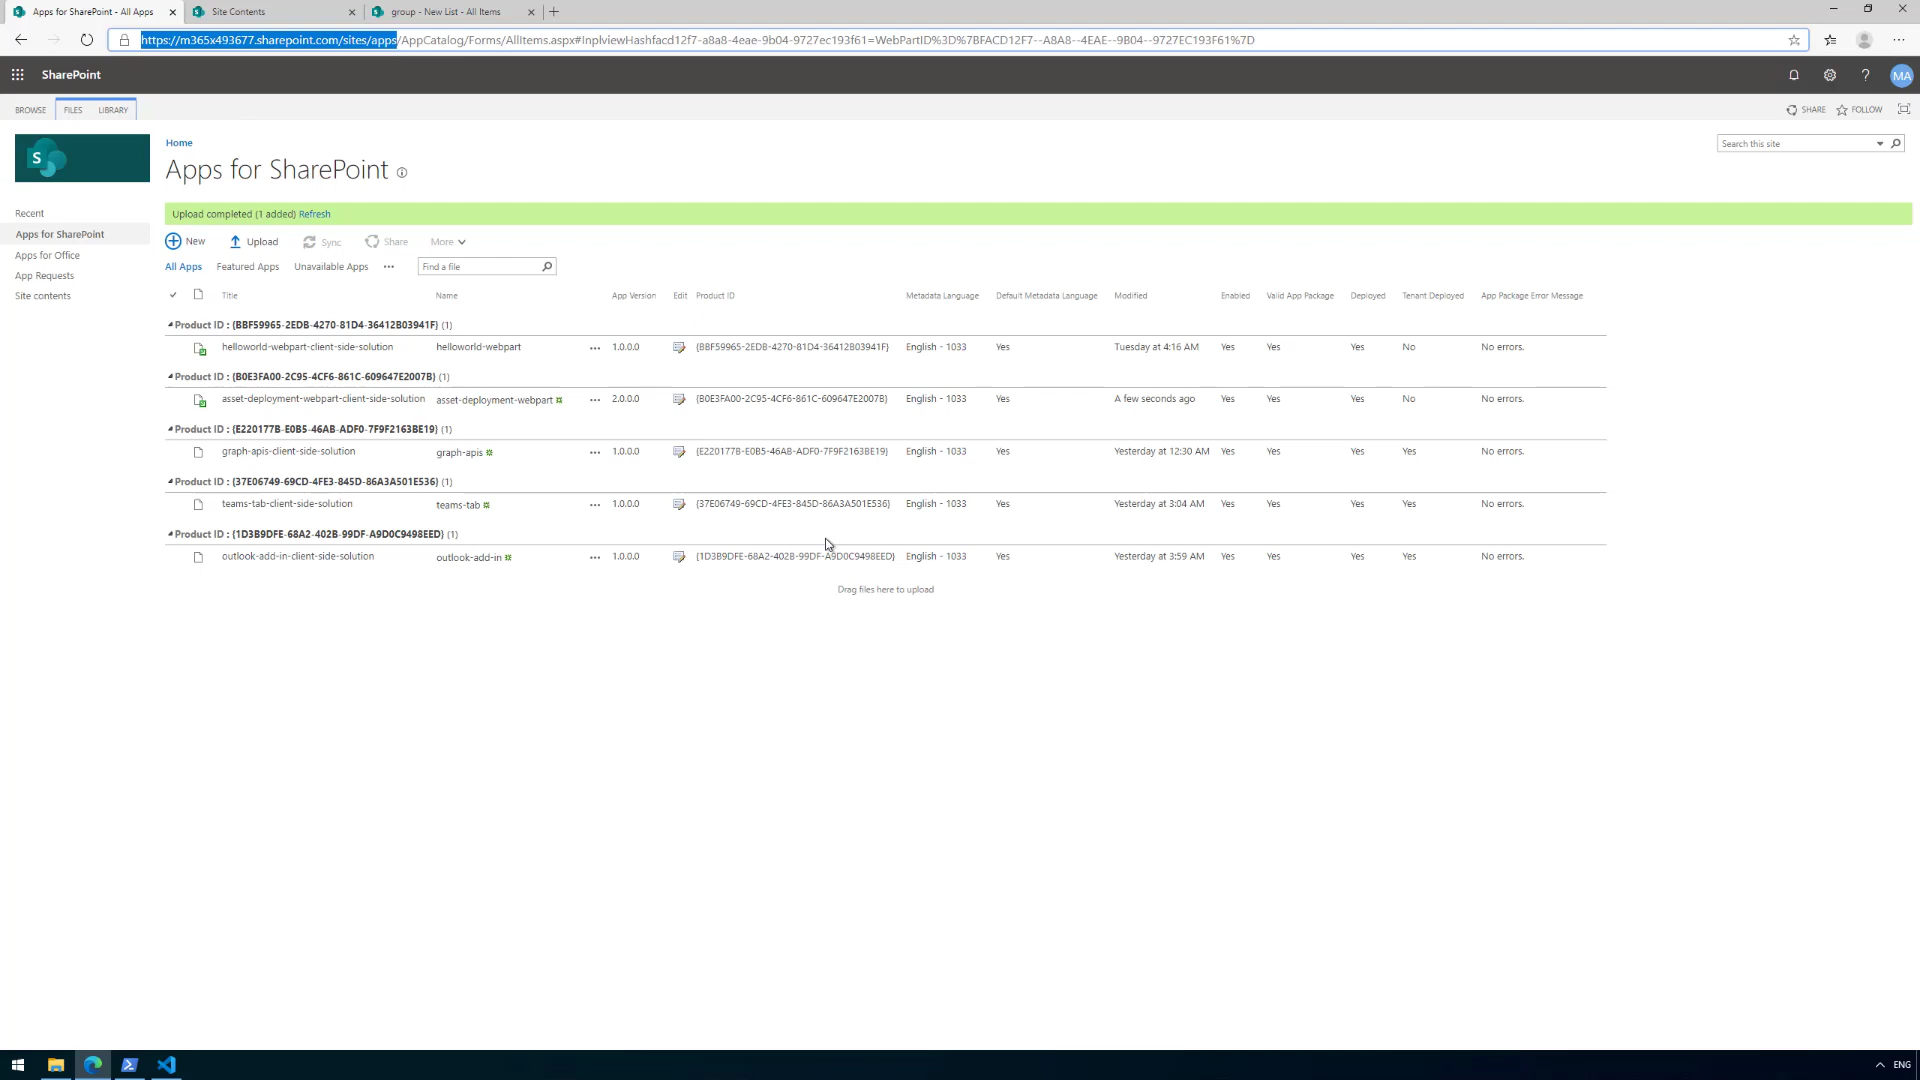 Apps for SharePoint - All Apps
Site Contents
group - New List - All Items
https://m365x493677.sharepoint.com/sites/apps/AppCatalog/Forms/AllItems.aspx#InplviewHashfacd12f7-a8a8-4eae-9b04-9727ec193f61=WebPartID%3D%7BFACD12F7--A8A8--4EAE--9B04--9727EC193F61%7D
SharePoint
MA
BROWSE FILES LIBRARY
SHARE FOLLOW
S
Home
Apps for SharePoint
Search this site
Recent
Apps for SharePoint
Apps for Office
App Requests
Site contents
Upload completed (1 added) Refresh
New Upload Sync Share More
All Apps Featured Apps Unavailable Apps ••• Find a file
Title Name App Version Edit Product ID Metadata Language Default Metadata Language Modified Enabled Valid App Package Deployed Tenant Deployed App Package Error Message
Product ID : {BBF59965-2EDB-4270-81D4-36412B03941F} (1)
helloworld-webpart-client-side-solution helloworld-webpart ••• 1.0.0.0 {BBF59965-2EDB-4270-81D4-36412B03941F} English - 1033 Yes Tuesday at 4:16 AM Yes Yes Yes No No errors.
Product ID : {B0E3FA00-2C95-4CF6-861C-609647E2007B} (1)
asset-deployment-webpart-client-side-solution asset-deployment-webpart ••• 2.0.0.0 {B0E3FA00-2C95-4CF6-861C-609647E2007B} English - 1033 Yes A few seconds ago Yes Yes Yes No No errors.
Product ID : {E220177B-E0B5-46AB-ADF0-7F9F2163BE19} (1)
graph-apis-client-side-solution graph-apis ••• 1.0.0.0 {E220177B-E0B5-46AB-ADF0-7F9F2163BE19} English - 1033 Yes Yesterday at 12:30 AM Yes Yes Yes Yes No errors.
Product ID : {37E06749-69CD-4FE3-845D-86A3A501E536} (1)
teams-tab-client-side-solution teams-tab ••• 1.0.0.0 {37E06749-69CD-4FE3-845D-86A3A501E536} English - 1033 Yes Yesterday at 3:04 AM Yes Yes Yes Yes No errors.
Product ID : {1D3B9DFE-68A2-402B-99DF-A9D0C9498EED} (1)
outlook-add-in-client-side-solution outlook-add-in ••• 1.0.0.0 {1D3B9DFE-68A2-402B-99DF-A9D0C9498EED} English - 1033 Yes Yesterday at 3:59 AM Yes Yes Yes Yes No errors.
Drag files here to upload
ENG